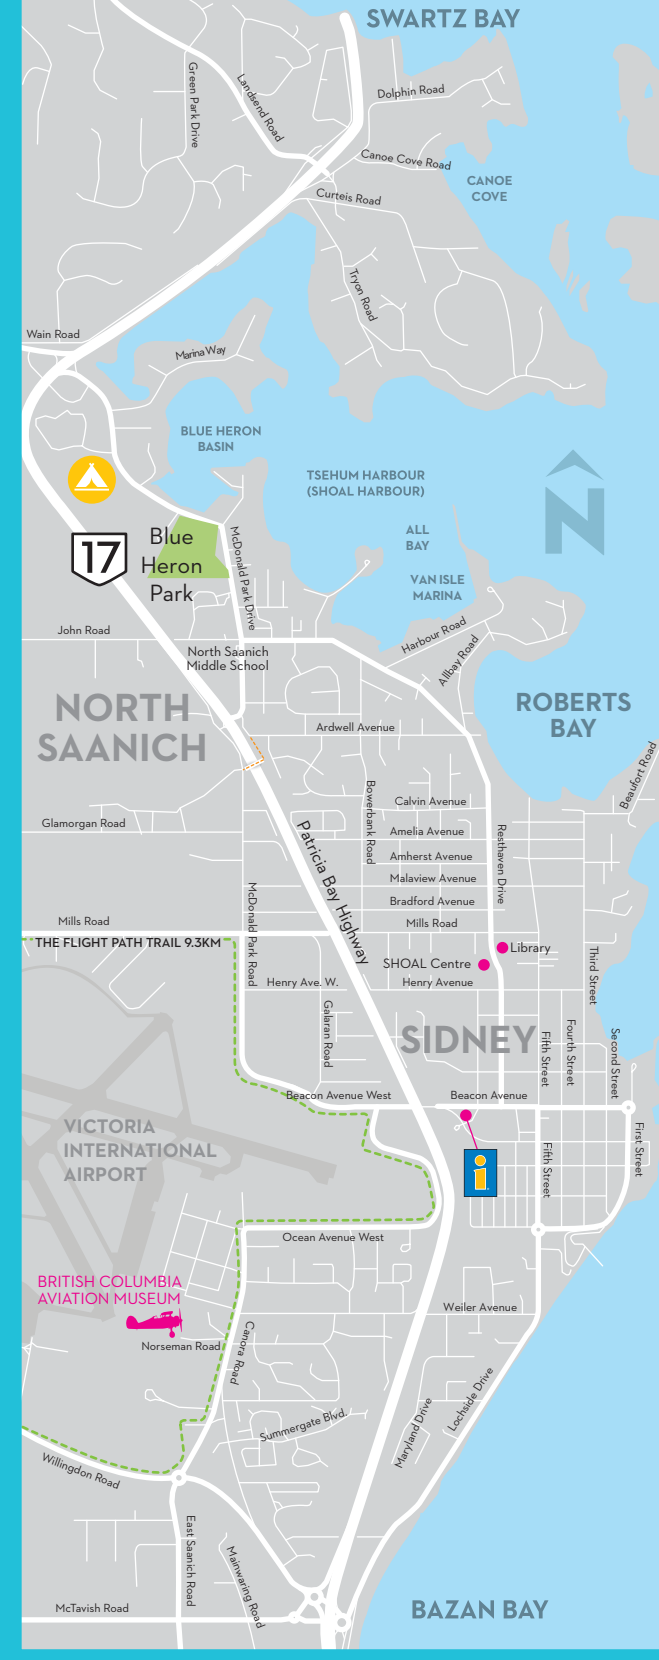 SWARTZ BAY
Green Park Drive
Landsend Road
Dolphin Road
Canoe Cove Road
CANOE
COVE
Curteis Road
Tryon Road
Wain Road
Marina Way
BLUE HERON
BASIN
TSEHUM HARBOUR
(SHOAL HARBOUR)
N
ALL
BAY
17
Blue
Heron
Park
McDonald Park Drive
VAN ISLE
MARINA
John Road
North Saanich
Middle School
Harbour Road
Allbay Road
NORTH
SAANICH
ROBERTS
BAY
Ardwell Avenue
Beaufort Road
Bowerbank Road
Calvin Avenue
Glamorgan Road
Amelia Avenue
Patricia Bay Highway
Resthaven Drive
Amherst Avenue
Malaview Avenue
Bradford Avenue
McDonald Park Road
Mills Road
Mills Road
THE FLIGHT PATH TRAIL 9.3KM
Library
SHOAL Centre
Third Street
Henry Ave. W.
Henry Avenue
Galaran Road
SIDNEY
Fifth Street
Fourth Street
Second Street
Beacon Avenue West
Beacon Avenue
VICTORIA
INTERNATIONAL
AIRPORT
i
Fifth Street
First Street
Ocean Avenue West
BRITISH COLUMBIA
AVIATION MUSEUM
Weiler Avenue
Norseman Road
Canora Road
Lochside Drive
Maryland Drive
Summergate Blvd.
Willingdon Road
East Saanich Road
Mainwaring Road
McTavish Road
BAZAN BAY